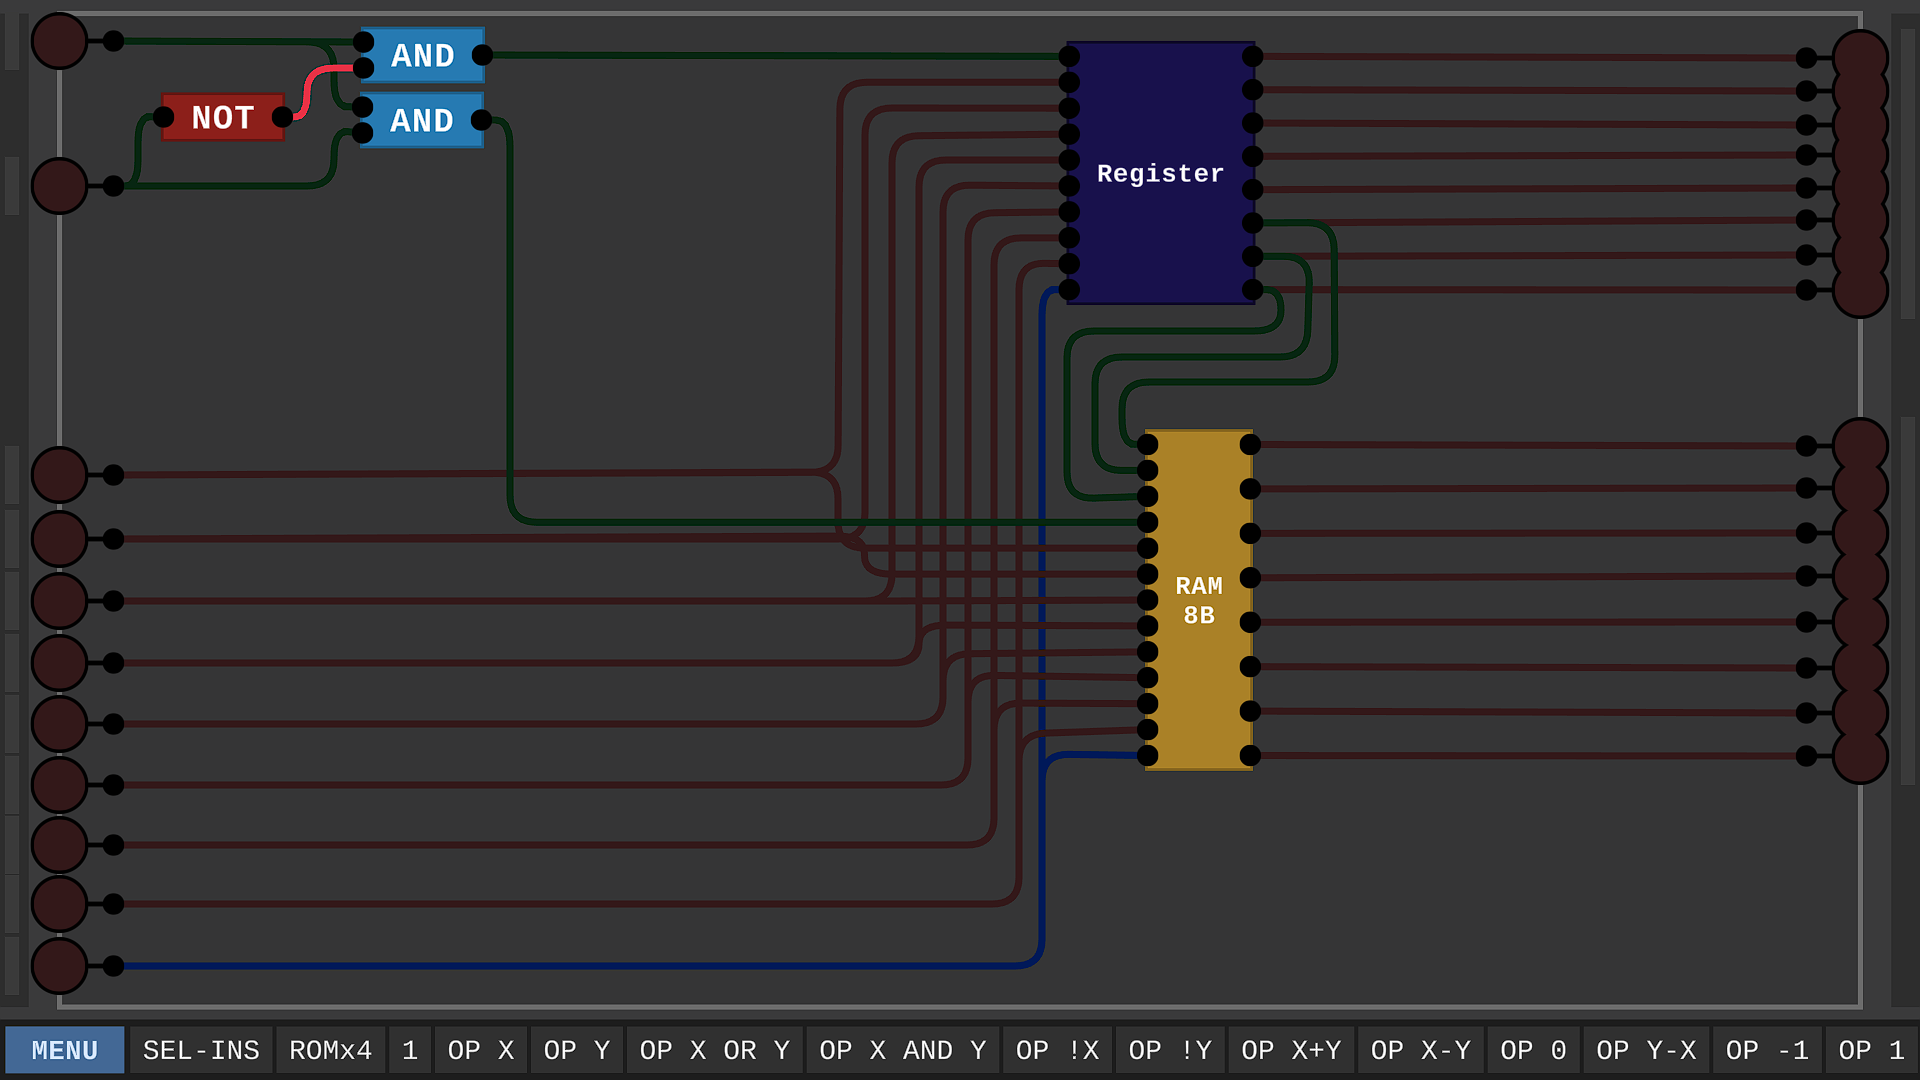 AND
NOT
AND
Register
RAM
8B
MENU
SEL-INS
ROMx4
1
OP X
OP Y
OP X OR Y
OP X AND Y
OP !X
OP !Y
OP X+Y
OP X-Y
OP 0
OP Y-X
OP -1
OP 1